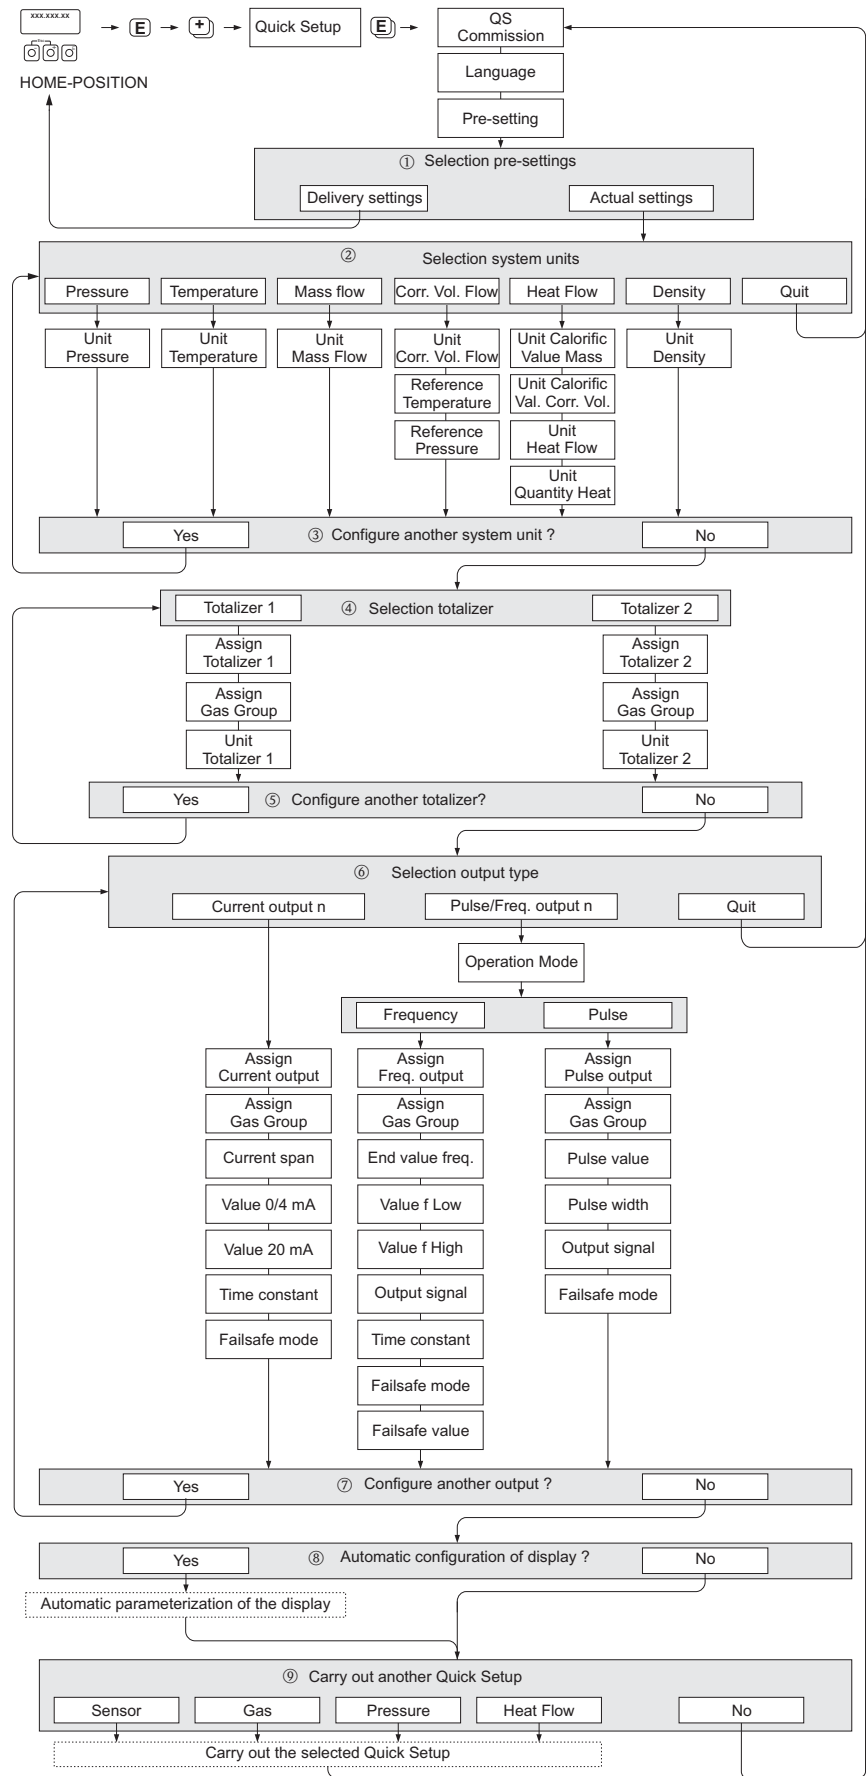 xxx.xxx.xx
Esc
E
+
Quick Setup
E
QS
Commission
HOME-POSITION
Language
Pre-setting
① Selection pre-settings
Delivery settings
Actual settings
② Selection system units
Pressure
Temperature
Mass flow
Corr. Vol. Flow
Heat Flow
Density
Quit
Unit
Pressure
Unit
Temperature
Unit
Mass Flow
Unit
Corr. Vol. Flow
Unit Calorific
Value Mass
Unit
Density
Reference
Temperature
Unit Calorific
Val. Corr. Vol.
Reference
Pressure
Unit
Heat Flow
Unit
Quantity Heat
Yes
③ Configure another system unit ?
No
Totalizer 1
④ Selection totalizer
Totalizer 2
Assign
Totalizer 1
Assign
Totalizer 2
Assign
Gas Group
Assign
Gas Group
Unit
Totalizer 1
Unit
Totalizer 2
Yes
⑤ Configure another totalizer?
No
⑥ Selection output type
Current output n
Pulse/Freq. output n
Quit
Operation Mode
Frequency
Pulse
Assign
Current output
Assign
Freq. output
Assign
Pulse output
Assign
Gas Group
Assign
Gas Group
Assign
Gas Group
Current span
End value freq.
Pulse value
Value 0/4 mA
Value f Low
Pulse width
Value 20 mA
Value f High
Output signal
Time constant
Output signal
Failsafe mode
Failsafe mode
Time constant
Failsafe mode
Failsafe value
Yes
⑦ Configure another output ?
No
Yes
⑧ Automatic configuration of display ?
No
Automatic parameterization of the display
⑨ Carry out another Quick Setup
Sensor
Gas
Pressure
Heat Flow
No
Carry out the selected Quick Setup